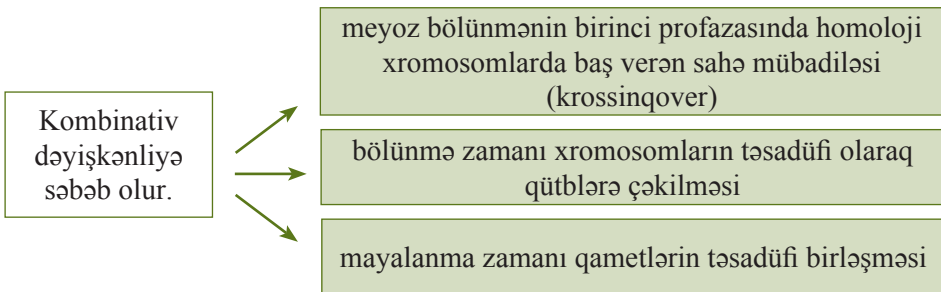 Kombinativ
dəyişkənliyə
səbəb olur.
meyoz bölünmənin birinci profazasında homoloji
xromosomlarda baş verən sahə mübadiləsi
(krossinqover)
bölünmə zamanı xromosomların təsadüfi olaraq
qütblərə çəkilməsi
mayalanma zamanı qametlərin təsadüfi birləşməsi